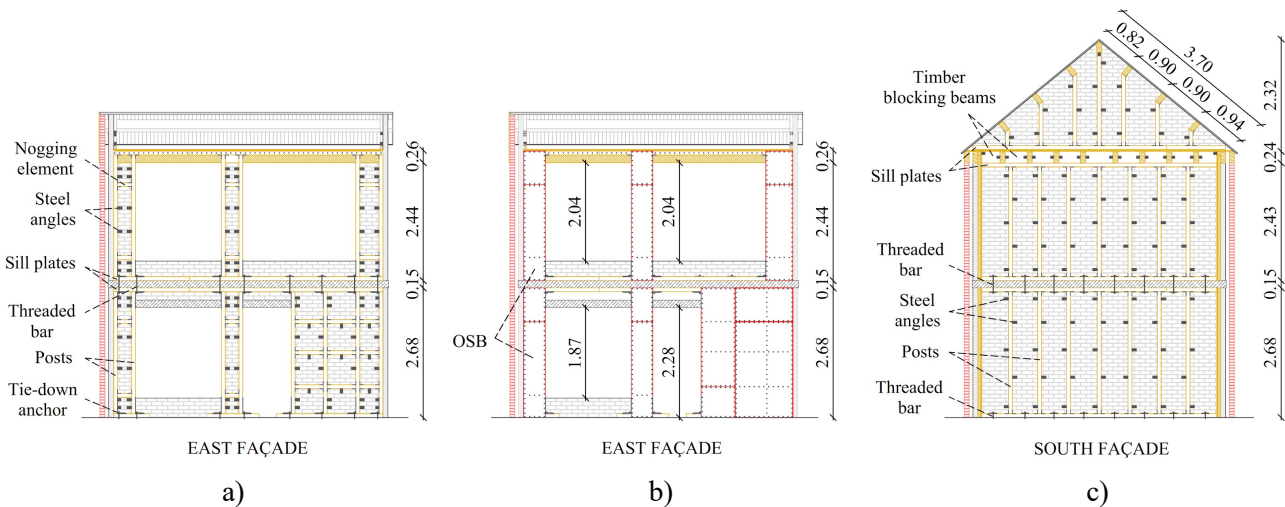 Nogging
element
Steel
angles
Sill plates
Threaded
bar
Posts
Tie-down
anchor
0.26
2.44
0.15
2.68
EAST FAÇADE
a)
OSB
2.04
2.04
1.87
2.28
0.26
2.44
0.15
2.68
EAST FAÇADE
b)
Timber
blocking beams
Sill plates
Threaded
bar
Steel
angles
Posts
Threaded
bar
0.82
0.90
0.90
0.94
3.70
2.32
0.24
2.43
0.15
2.68
SOUTH FAÇADE
c)